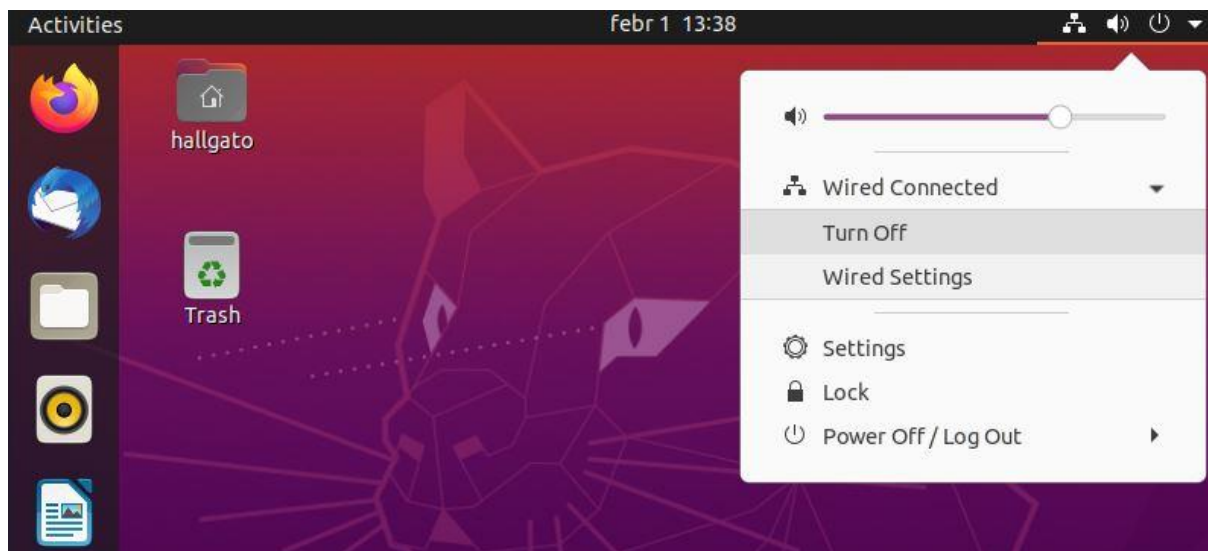 Activities
febr 1 13:38
hallgato
Trash
Wired Connected
Turn Off
Wired Settings
Settings
Lock
Power Off / Log Out